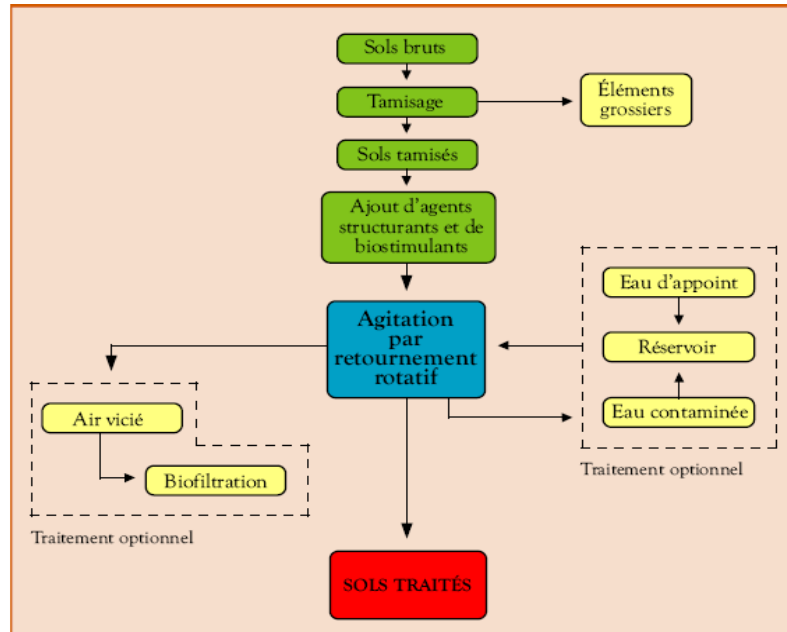 Sols bruts
Tamisage
Éléments
grossiers
Sols tamisés
Ajout d'agents
structurants et de
biostimulants
Eau d'appoint
Agitation
par
retournement
rotatif
Réservoir
Eau contaminée
Traitement optionnel
Air vicié
Biofiltration
Traitement optionnel
SOLS TRAITÉS